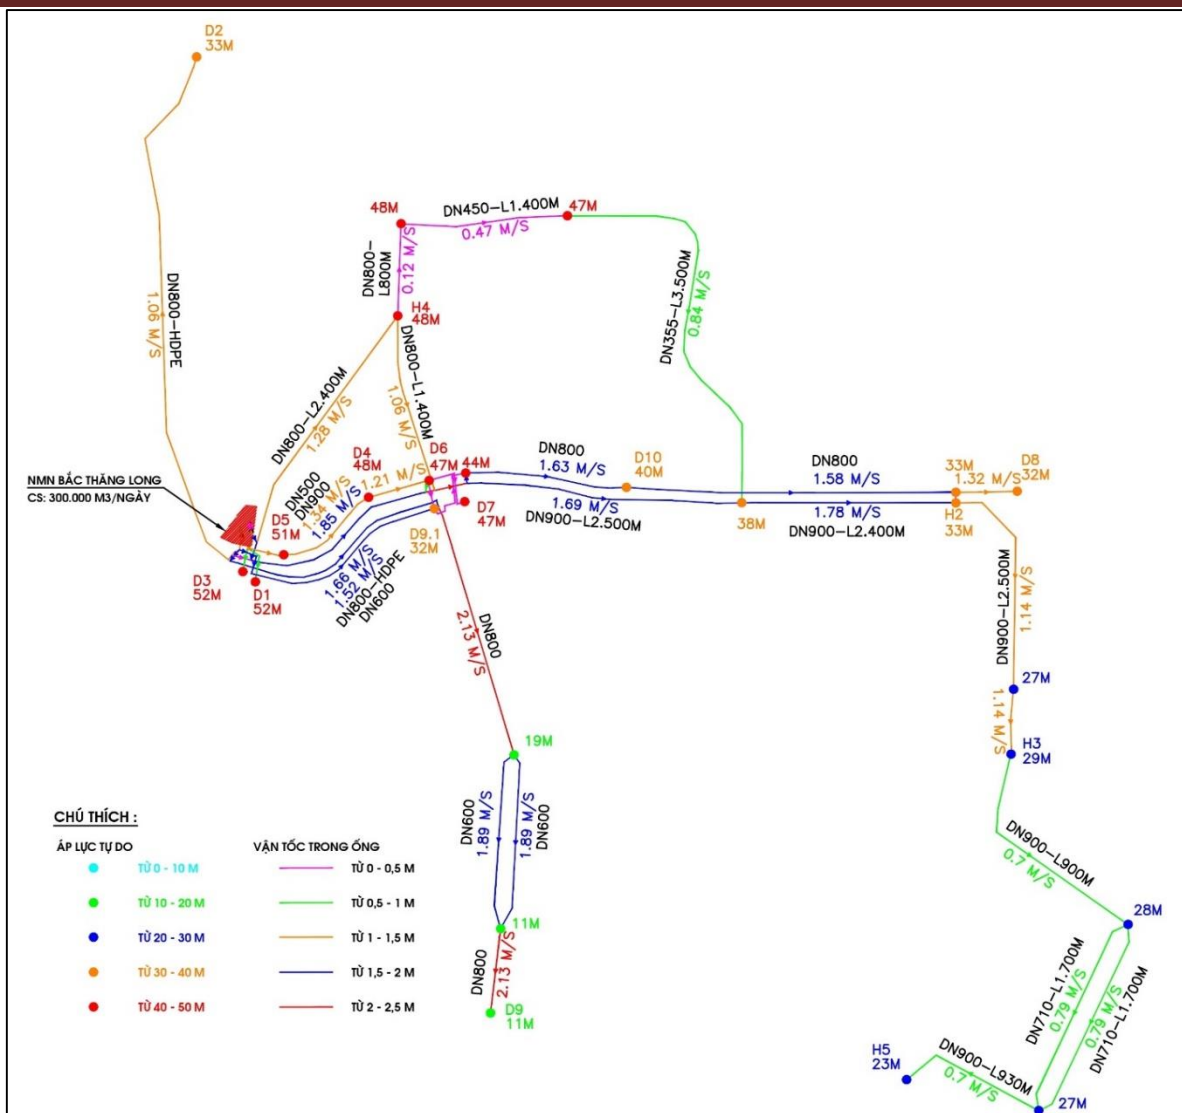 D2
33M
DN800-HDPE
1.06 M/S
48M
DN450-L1.400M
0.47 M/S
47M
DN800-
L800M
0.12 M/S
H4
48M
DN355-L3.500M
0.84 M/S
DN800-L2.400M
1.28 M/S
DN800-L1.400M
1.06 M/S
NMN BẮC THĂNG LONG
CS: 300.000 M3/NGÀY
D4
48M
1.21 M/S
D6
47M
44M
DN800
1.63 M/S
D10
40M
DN800
1.58 M/S
33M
1.32 M/S
D8
32M
DN500
DN900
1.34 M/S
1.85 M/S
D5
51M
D7
47M
1.69 M/S
DN900-L2.500M
38M
1.78 M/S
DN900-L2.400M
H2
33M
D9.1
32M
D3
52M
D1
52M
1.66 M/S
1.52 M/S
DN800-HDPE
DN600
DN800
2.13 M/S
DN900-L2.500M
1.14 M/S
27M
1.14 M/S
H3
29M
19M
DN600
1.89 M/S
1.89 M/S
DN600
11M
DN800
2.13 M/S
D9
11M
DN900-L900M
0.7 M/S
28M
DN710-L1.700M
0.79 M/S
0.79 M/S
DN710-L1.700M
H5
23M
DN900-L930M
0.7 M/S
27M
CHÚ THÍCH :
ÁP LỰC TỰ DO
TỪ 0 - 10 M
TỪ 10 - 20 M
TỪ 20 - 30 M
TỪ 30 - 40 M
TỪ 40 - 50 M
VẬN TỐC TRONG ỐNG
TỪ 0 - 0,5 M
TỪ 0,5 - 1 M
TỪ 1 - 1,5 M
TỪ 1,5 - 2 M
TỪ 2 - 2,5 M